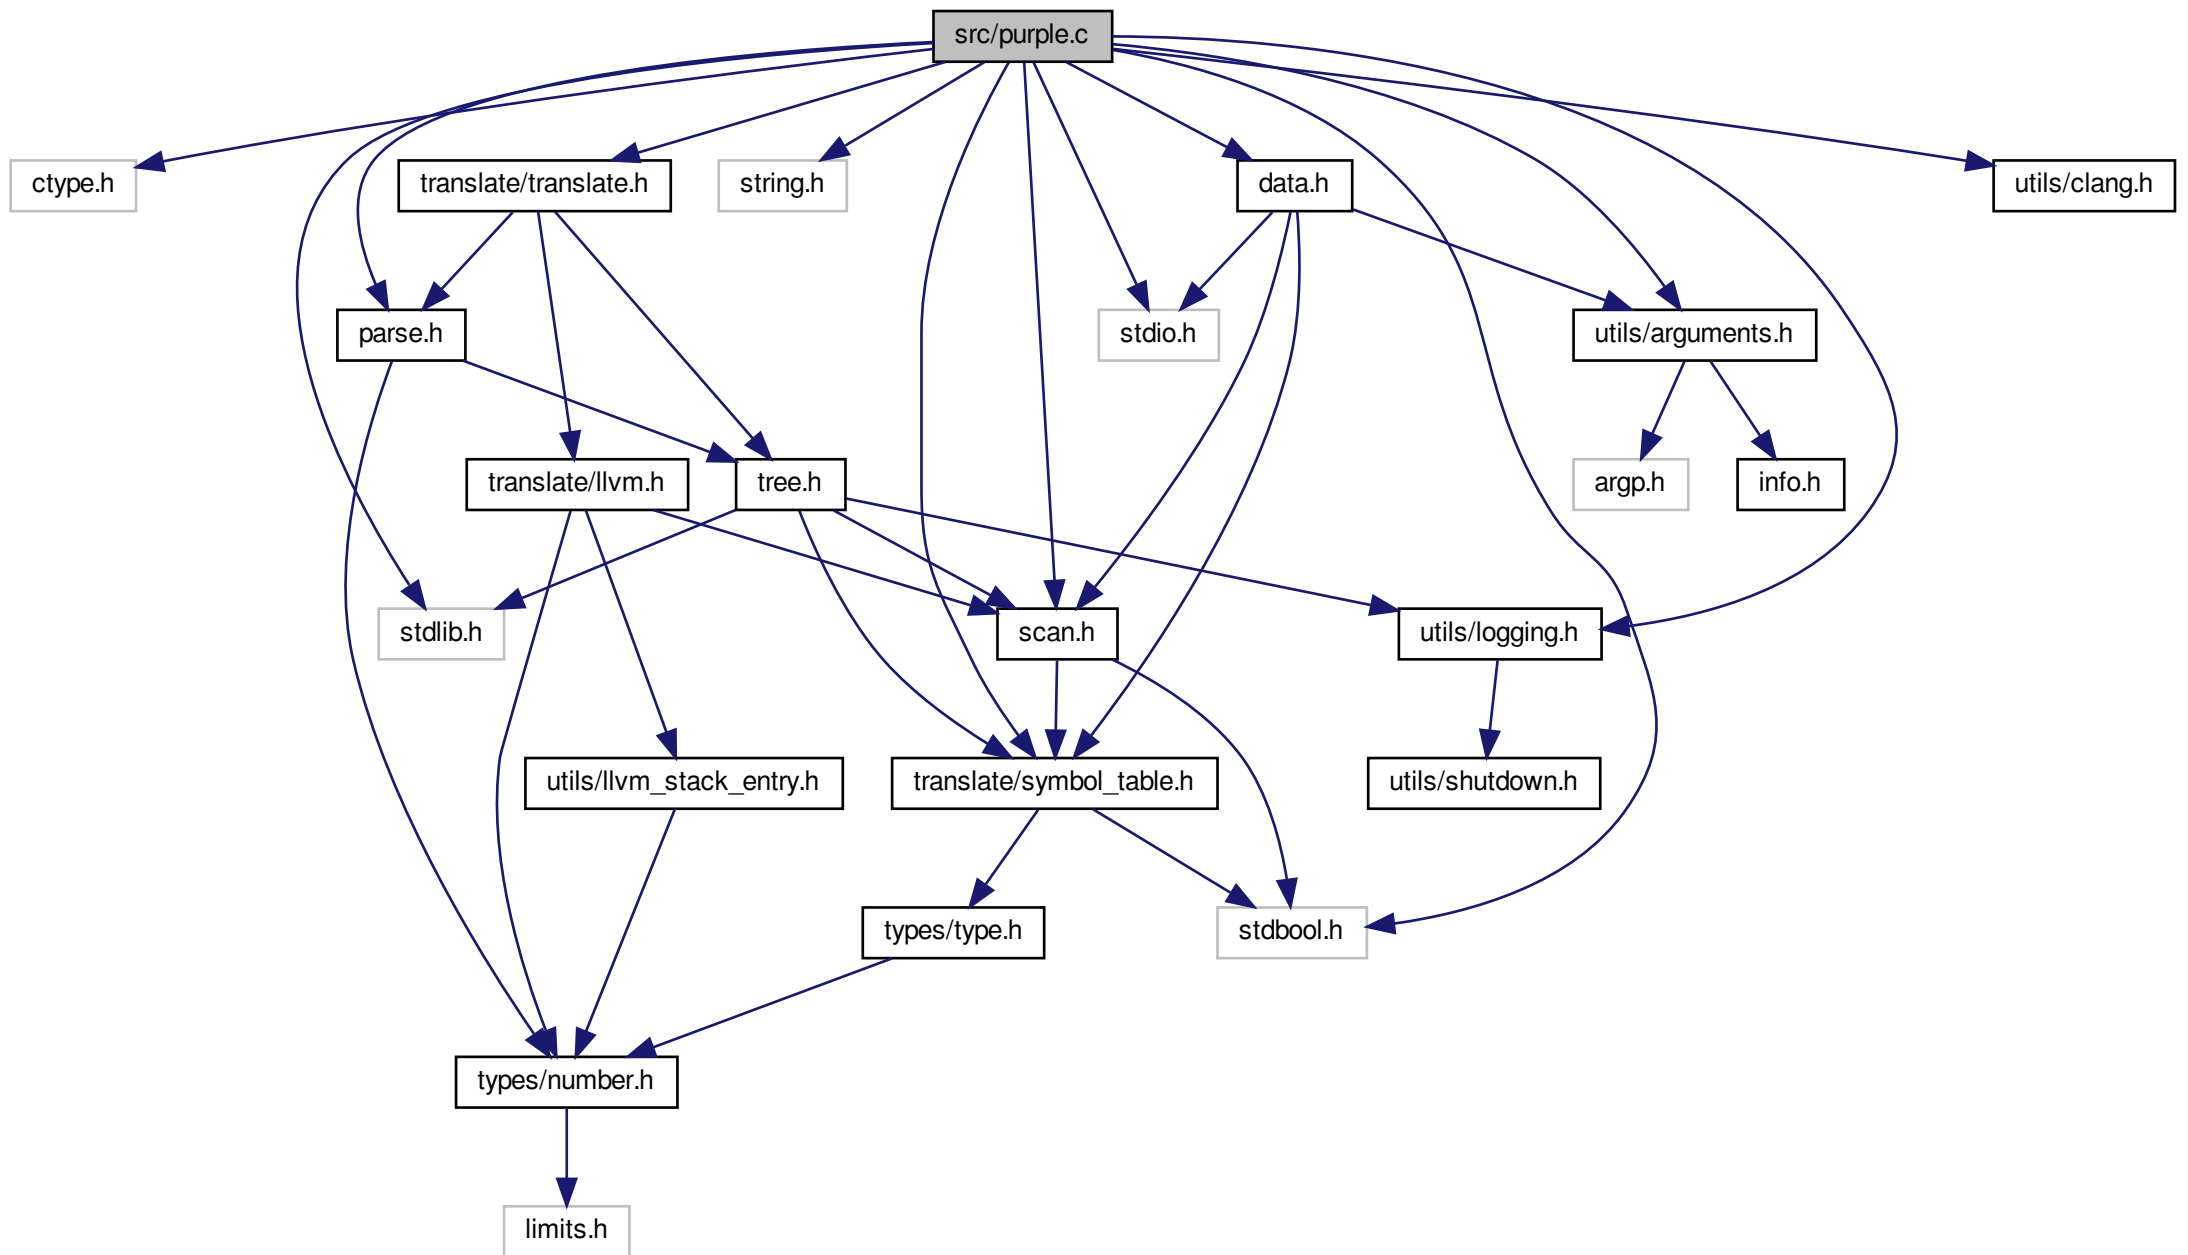 src/purple.c
ctype.h
translate/translate.h
string.h
data.h
utils/clang.h
parse.h
stdio.h
utils/arguments.h
translate/llvm.h
tree.h
argp.h
info.h
stdlib.h
scan.h
utils/logging.h
utils/llvm_stack_entry.h
translate/symbol_table.h
utils/shutdown.h
types/type.h
stdbool.h
types/number.h
limits.h